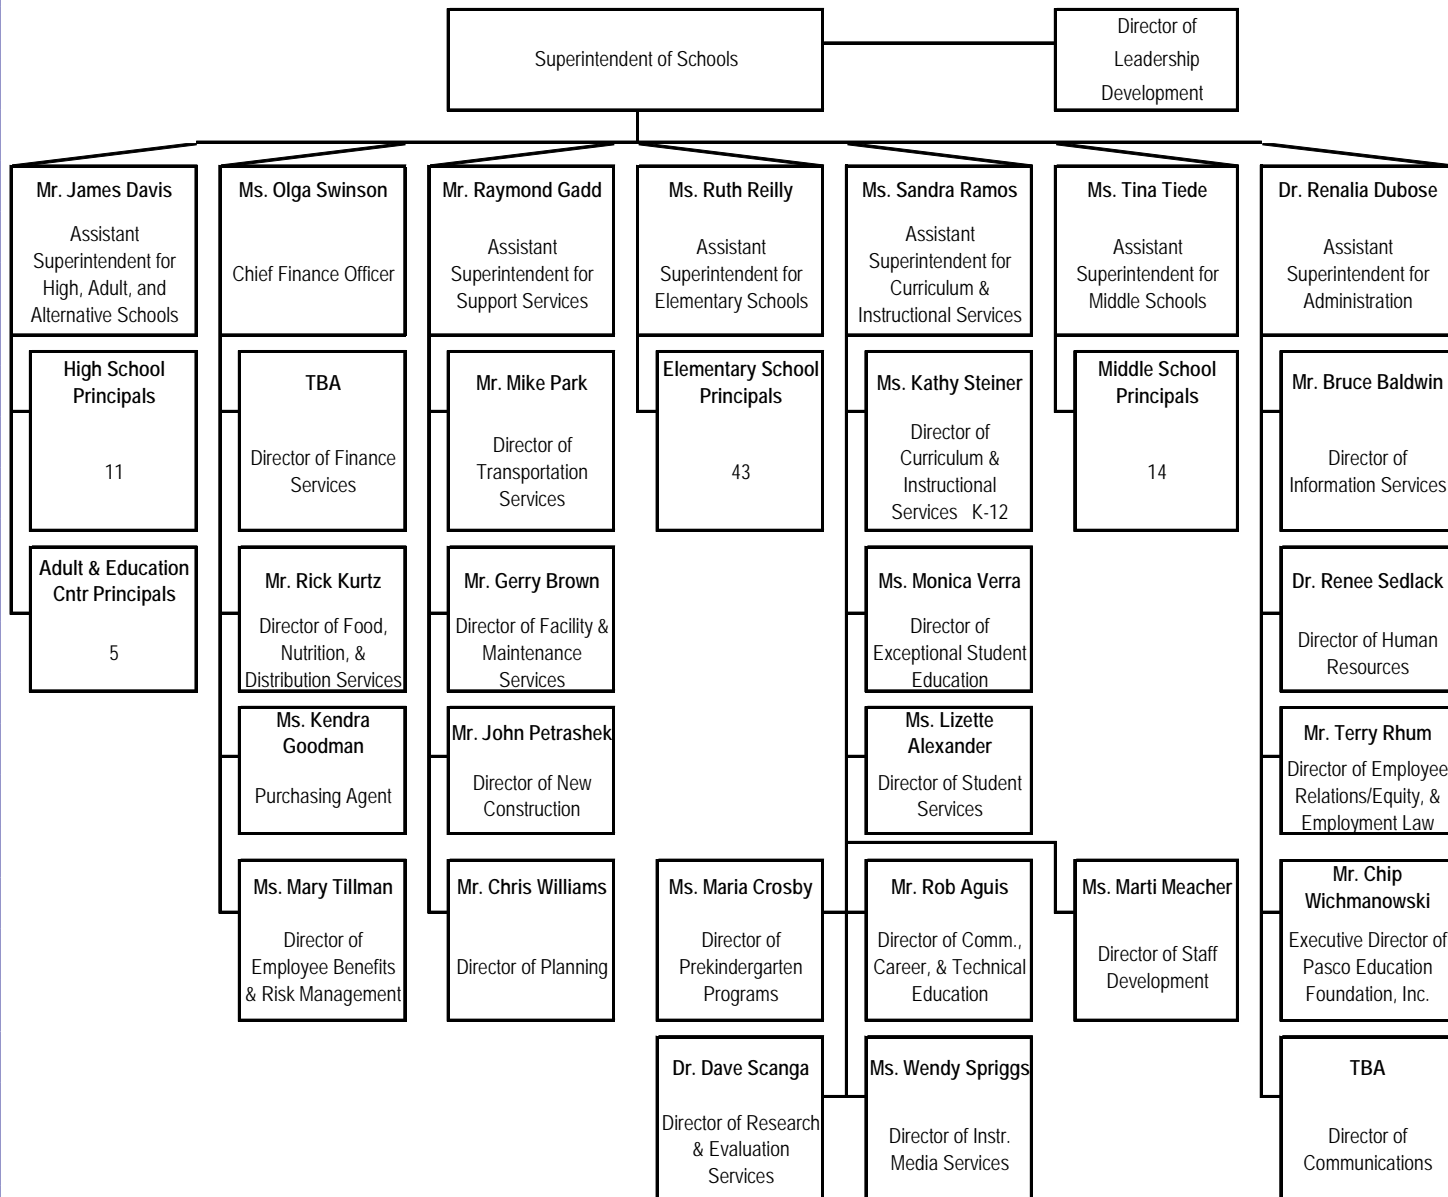 Superintendent of Schools
Director of
Leadership
Development
Mr. James Davis
Assistant
Superintendent for
High, Adult, and
Alternative Schools
Ms. Olga Swinson
Chief Finance Officer
Mr. Raymond Gadd
Assistant
Superintendent for
Support Services
Ms. Ruth Reilly
Assistant
Superintendent for
Elementary Schools
Ms. Sandra Ramos
Assistant
Superintendent for
Curriculum &
Instructional Services
Ms. Tina Tiede
Assistant
Superintendent for
Middle Schools
Dr. Renalia Dubose
Assistant
Superintendent for
Administration
High School
Principals
11
TBA
Director of Finance
Services
Mr. Mike Park
Director of
Transportation
Services
Elementary School
Principals
43
Ms. Kathy Steiner
Director of
Curriculum &
Instructional
Services K-12
Middle School
Principals
14
Mr. Bruce Baldwin
Director of
Information Services
Adult & Education
Cntr Principals
5
Mr. Rick Kurtz
Director of Food,
Nutrition, &
Distribution Services
Mr. Gerry Brown
Director of Facility &
Maintenance
Services
Ms. Monica Verra
Director of
Exceptional Student
Education
Dr. Renee Sedlack
Director of Human
Resources
Ms. Kendra
Goodman
Purchasing Agent
Mr. John Petrashek
Director of New
Construction
Ms. Lizette
Alexander
Director of Student
Services
Mr. Terry Rhum
Director of Employee
Relations/Equity, &
Employment Law
Ms. Mary Tillman
Director of
Employee Benefits
& Risk Management
Mr. Chris Williams
Director of Planning
Ms. Maria Crosby
Director of
Prekindergarten
Programs
Mr. Rob Aguis
Director of Comm.,
Career, & Technical
Education
Ms. Marti Meacher
Director of Staff
Development
Mr. Chip
Wichmanowski
Executive Director of
Pasco Education
Foundation, Inc.
Dr. Dave Scanga
Director of Research
& Evaluation
Services
Ms. Wendy Spriggs
Director of Instr.
Media Services
TBA
Director of
Communications